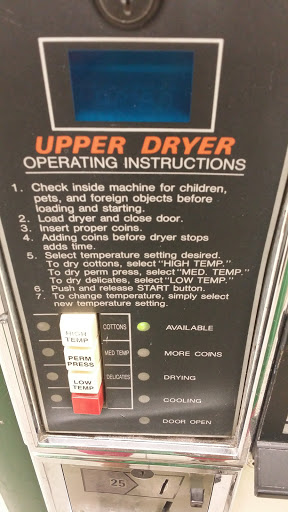 UPPER DRYER
OPERATING INSTRUCTIONS
1. Check inside machine for children,
pets, and foreign objects before
loading and starting.
2. Load dryer and close door.
3. Insert proper coins.
4. Adding coins before dryer stops
adds time.
5. Select temperature setting desired.
To dry cottons, select "HIGH TEMP."
To dry perm press, select "MED. TEMP."
To dry delicates, select "LOW TEMP."
6. Push and release START button.
7. To change temperature, simply select
new temperature setting.
HIGH TEMP
COTTONS
AVAILABLE
PERM PRESS
MED TEMP
MORE COINS
LOW TEMP
DELICATES
DRYING
COOLING
DOOR OPEN
25